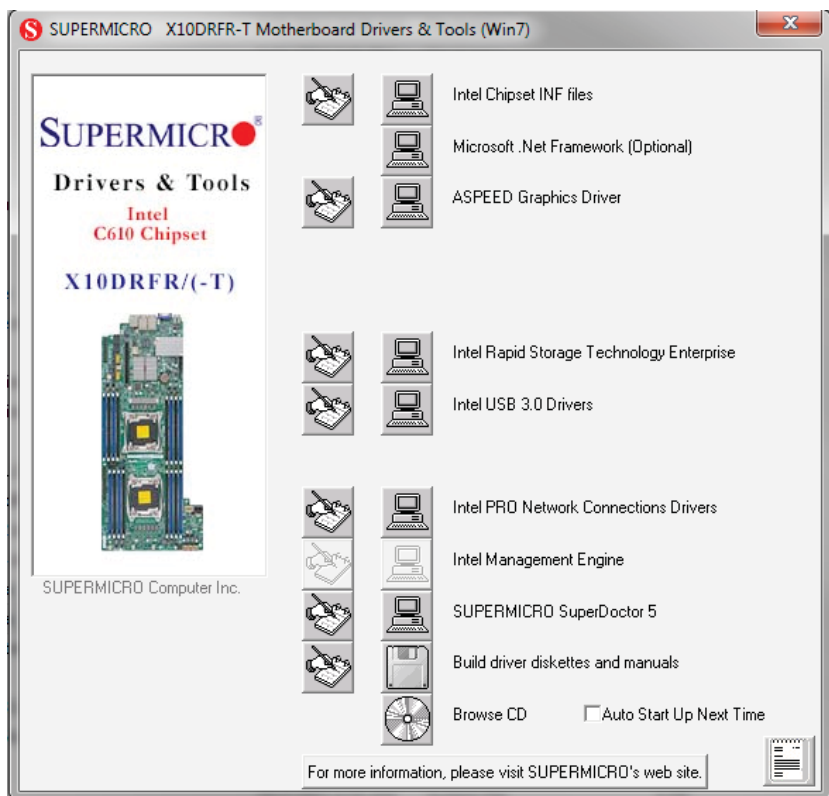 SUPERMICRO X10DRFR-T Motherboard Drivers & Tools (Win7)
SUPERMICRO®
Drivers & Tools
Intel
C610 Chipset
X10DRFR/(-T)
SUPERMICRO Computer Inc.
Intel Chipset INF files
Microsoft .Net Framework (Optional)
ASPEED Graphics Driver
Intel Rapid Storage Technology Enterprise
Intel USB 3.0 Drivers
Intel PRO Network Connections Drivers
Intel Management Engine
SUPERMICRO SuperDoctor 5
Build driver diskettes and manuals
Browse CD Auto Start Up Next Time
For more information, please visit SUPERMICRO's web site.